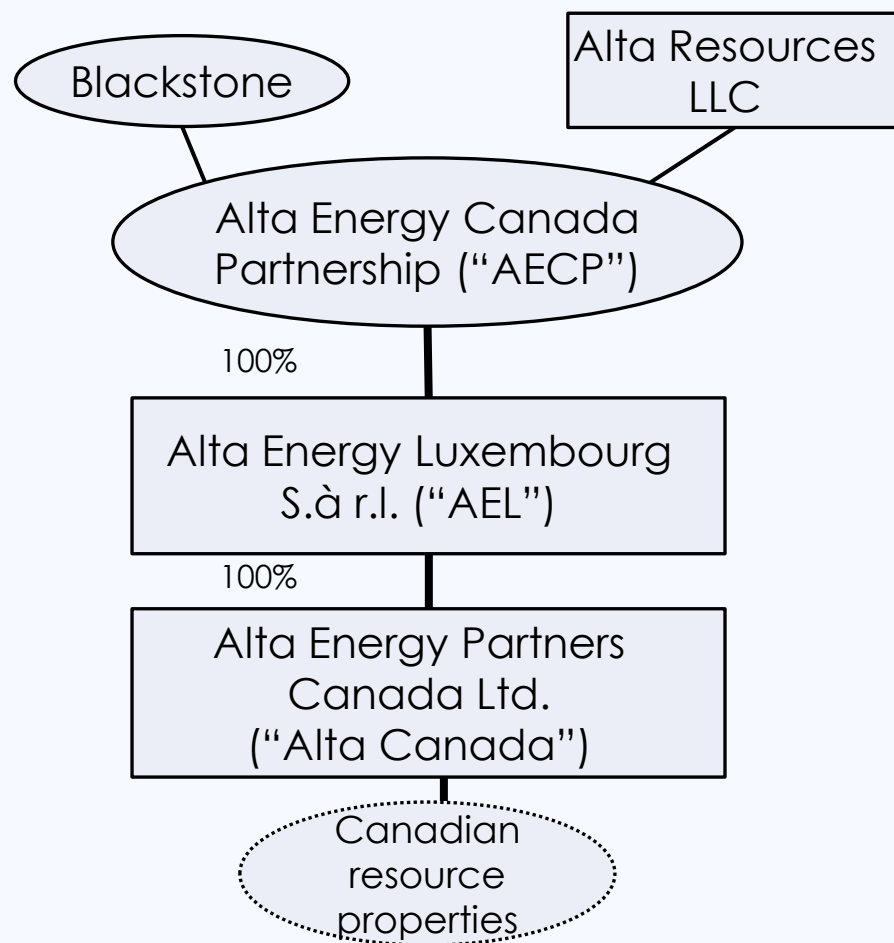 Blackstone
Alta Resources
LLC
Alta Energy Canada
Partnership (“AECP”)
100%
Alta Energy Luxembourg
S.à r.l. (“AEL”)
100%
Alta Energy Partners
Canada Ltd.
(“Alta Canada”)
Canadian
resource
properties